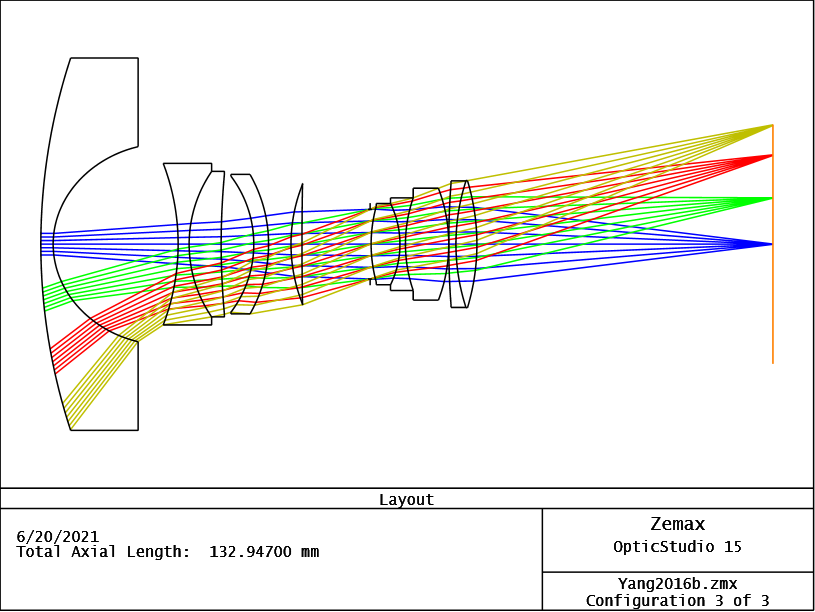 Layout
6/20/2021
Total Axial Length:  132.94700 mm
Zemax
OpticStudio 15
Yang2016b.zmx
Configuration 3 of 3